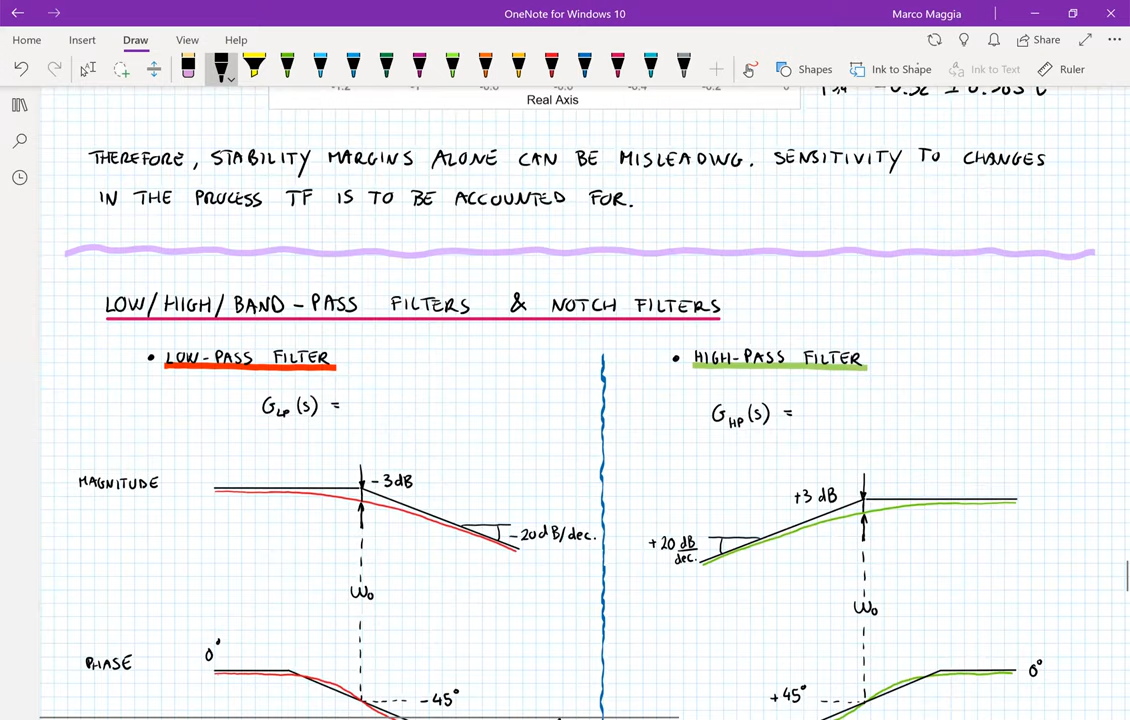 OneNote for Windows 10
Marco Maggia
Home Insert Draw View Help
Share
Shapes
Ink to Shape
Ink to Text
Ruler
Real Axis
THEREFORE, STABILITY MARGINS ALONE CAN BE MISLEADING. SENSITIVITY TO CHANGES
IN THE PROCESS TF IS TO BE ACCOUNTED FOR.
LOW/HIGH/BAND-PASS FILTERS & NOTCH FILTERS
• LOW-PASS FILTER
G_LP(s) =
MAGNITUDE
-3dB
-20dB/dec.
ω₀
PHASE
0°
-45°
• HIGH-PASS FILTER
G_HP(s) =
+3 dB
+20 dB/dec.
ω₀
0°
+45°